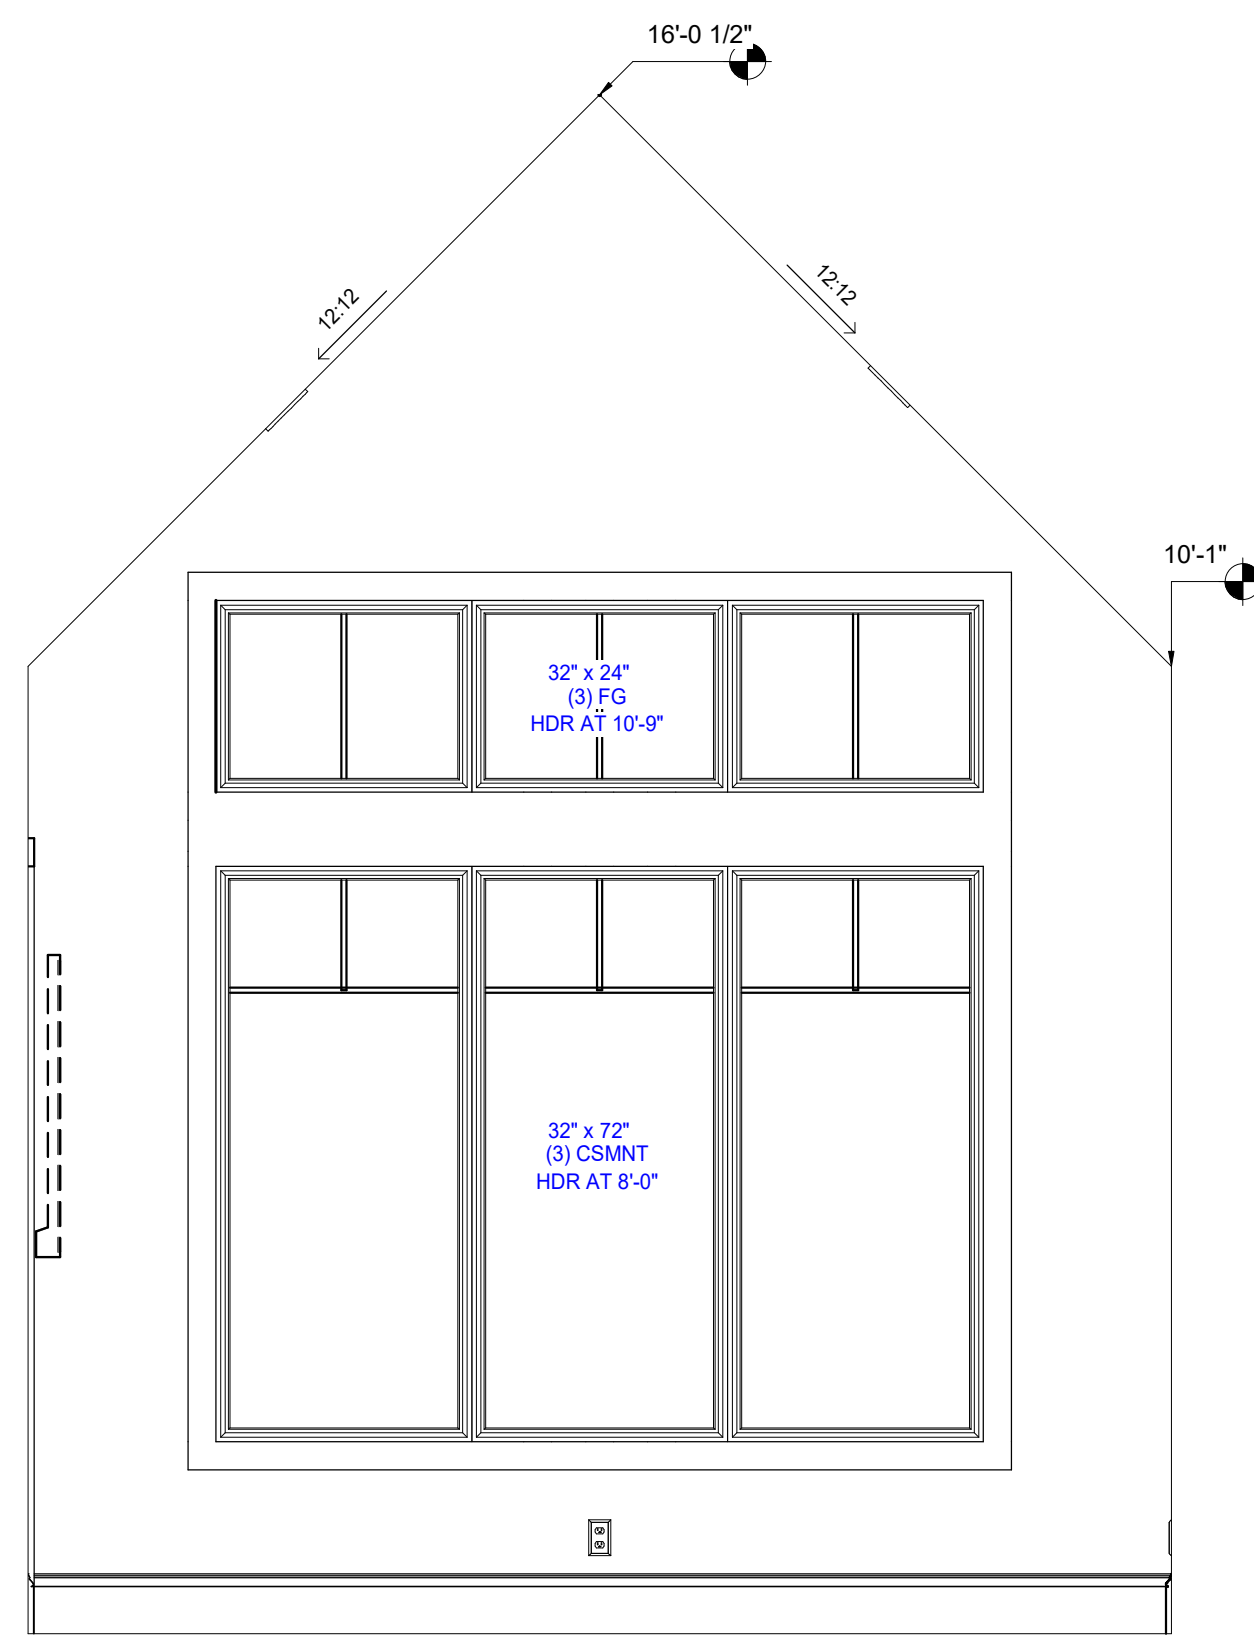 16'-0 1/2"
12:12
12:12
10'-1"
32" x 24"
(3) FG
HDR AT 10'-9"
32" x 72"
(3) CSMNT
HDR AT 8'-0"